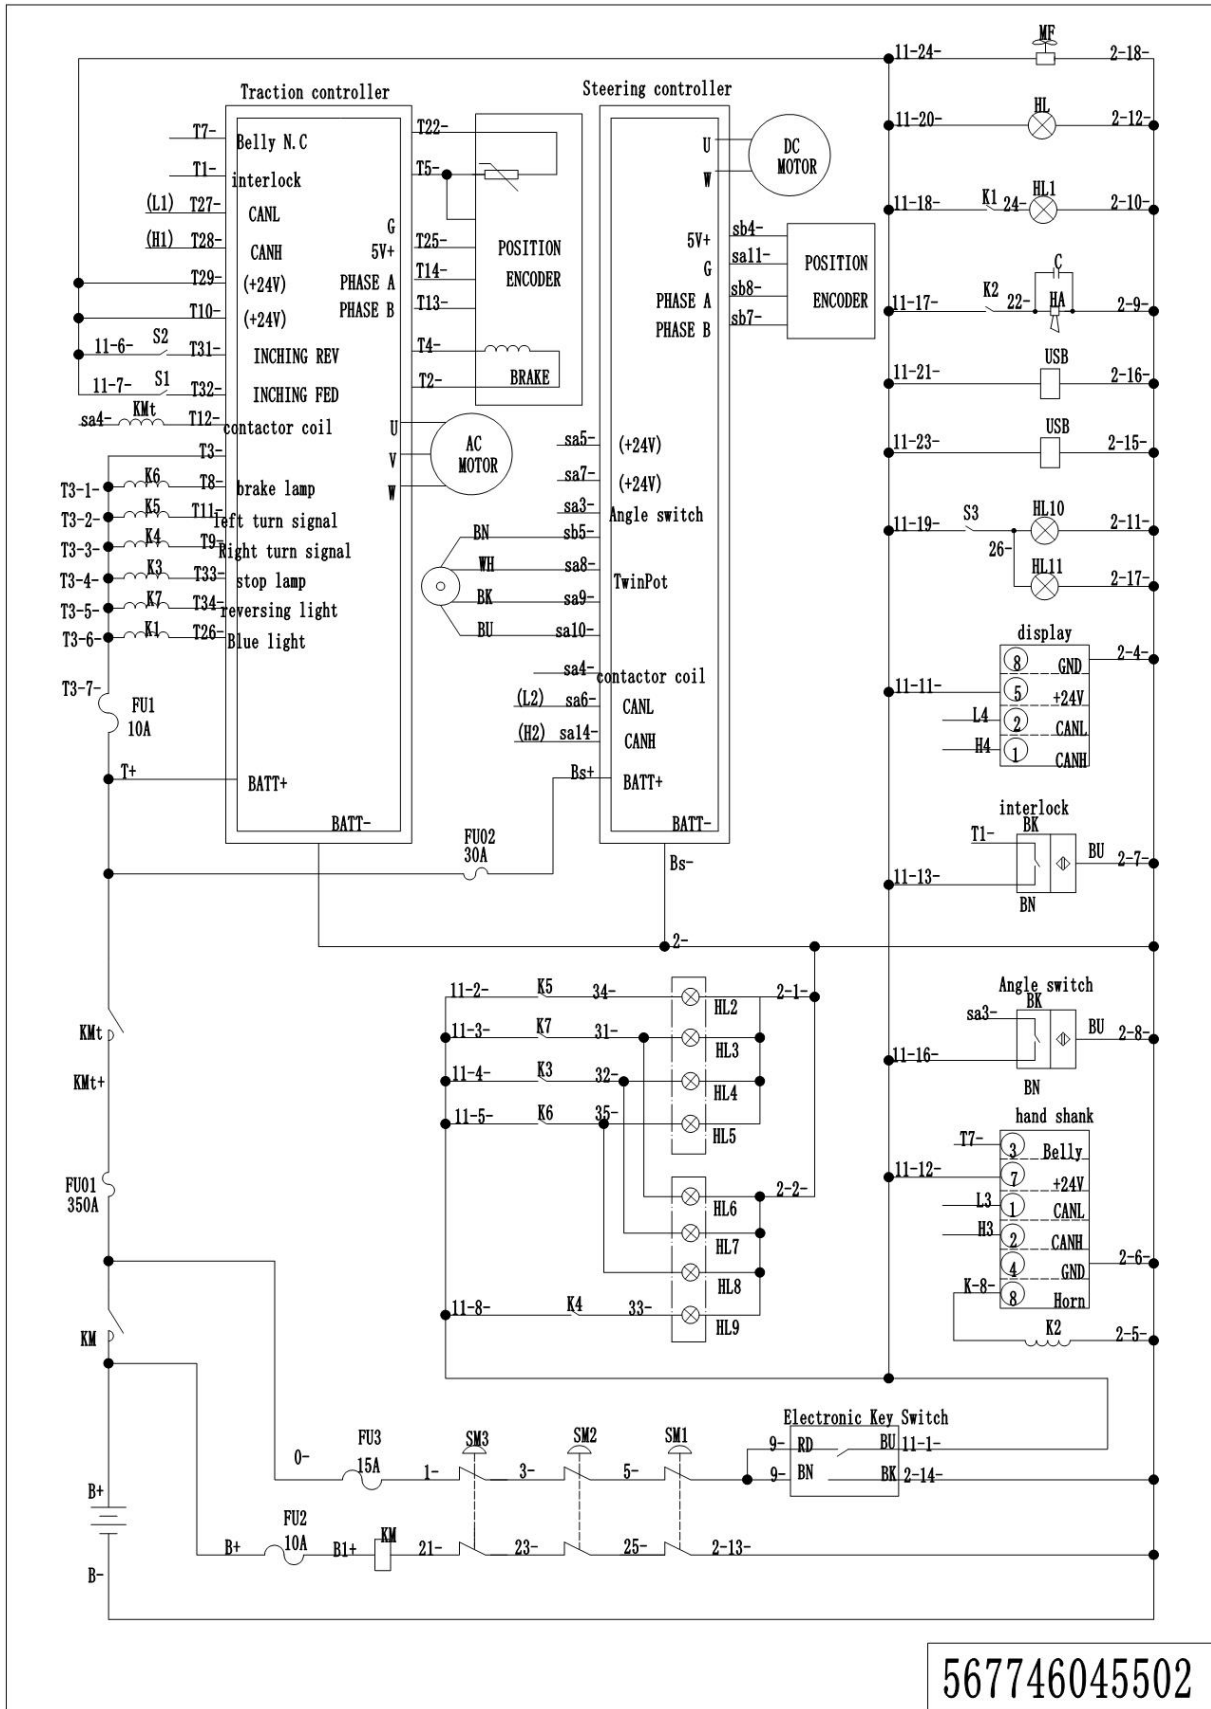 MF
11-24-
2-18-
Traction controller
T7-
Belly N.C
T1-
interlock
(L1) T27-
CANL
(H1) T28-
CANH
T29-
(+24V)
T10-
(+24V)
11-6-
S2
T31-
INCHING REV
11-7-
S1
T32-
INCHING FED
sa4-
KMt
T12-
contactor coil
T3-
T3-1-
K6
T8-
brake lamp
T3-2-
K5
T11-
left turn signal
T3-3-
K4
T9-
Right turn signal
T3-4-
K3
T33-
stop lamp
T3-5-
K7
T34-
reversing light
T3-6-
K1
T26-
Blue light
T3-7-
FU1
10A
T+
BATT+
BATT-
T22-
T5-
G
5V+
T25-
PHASE A
T14-
PHASE B
T13-
POSITION
ENCODER
T4-
T2-
BRAKE
U
V
W
AC
MOTOR
Steering controller
U
W
DC
MOTOR
5V+
sb4-
G
sa11-
PHASE A
sb8-
PHASE B
sb7-
POSITION
ENCODER
sa5-
(+24V)
sa7-
(+24V)
sa3-
Angle switch
BN
sb5-
WH
sa8-
TwinPot
BK
sa9-
BU
sa10-
sa4-
contactor coil
(L2) sa6-
CANL
(H2) sa14-
CANH
Bs+
BATT+
BATT-
FU02
30A
Bs-
2-
HL
11-20-
2-12-
11-18-
K1
24-
HL1
2-10-
C
11-17-
K2
22-
HA
2-9-
USB
11-21-
2-16-
USB
11-23-
2-15-
11-19-
S3
HL10
2-11-
26-
HL11
2-17-
display
8
GND
2-4-
11-11-
5
+24V
L4
2
CANL
H4
1
CANH
interlock
T1-
BK
BU
2-7-
11-13-
BN
Angle switch
sa3-
BK
BU
2-8-
11-16-
BN
hand shank
T7-
3
Belly
11-12-
7
+24V
L3
1
CANL
H3
2
CANH
4
GND
2-6-
K-8-
8
Horn
K2
2-5-
11-2-
K5
34-
HL2
2-1-
11-3-
K7
31-
HL3
11-4-
K3
32-
HL4
11-5-
K6
35-
HL5
HL6
2-2-
HL7
HL8
11-8-
K4
33-
HL9
KMt
KMt+
FU01
350A
KM
B+
B-
0-
FU3
15A
1-
SM3
3-
SM2
5-
SM1
Electronic Key Switch
9-
RD
BU
11-1-
9-
BN
BK
2-14-
B+
FU2
10A
B1+
KM
21-
23-
25-
2-13-
567746045502